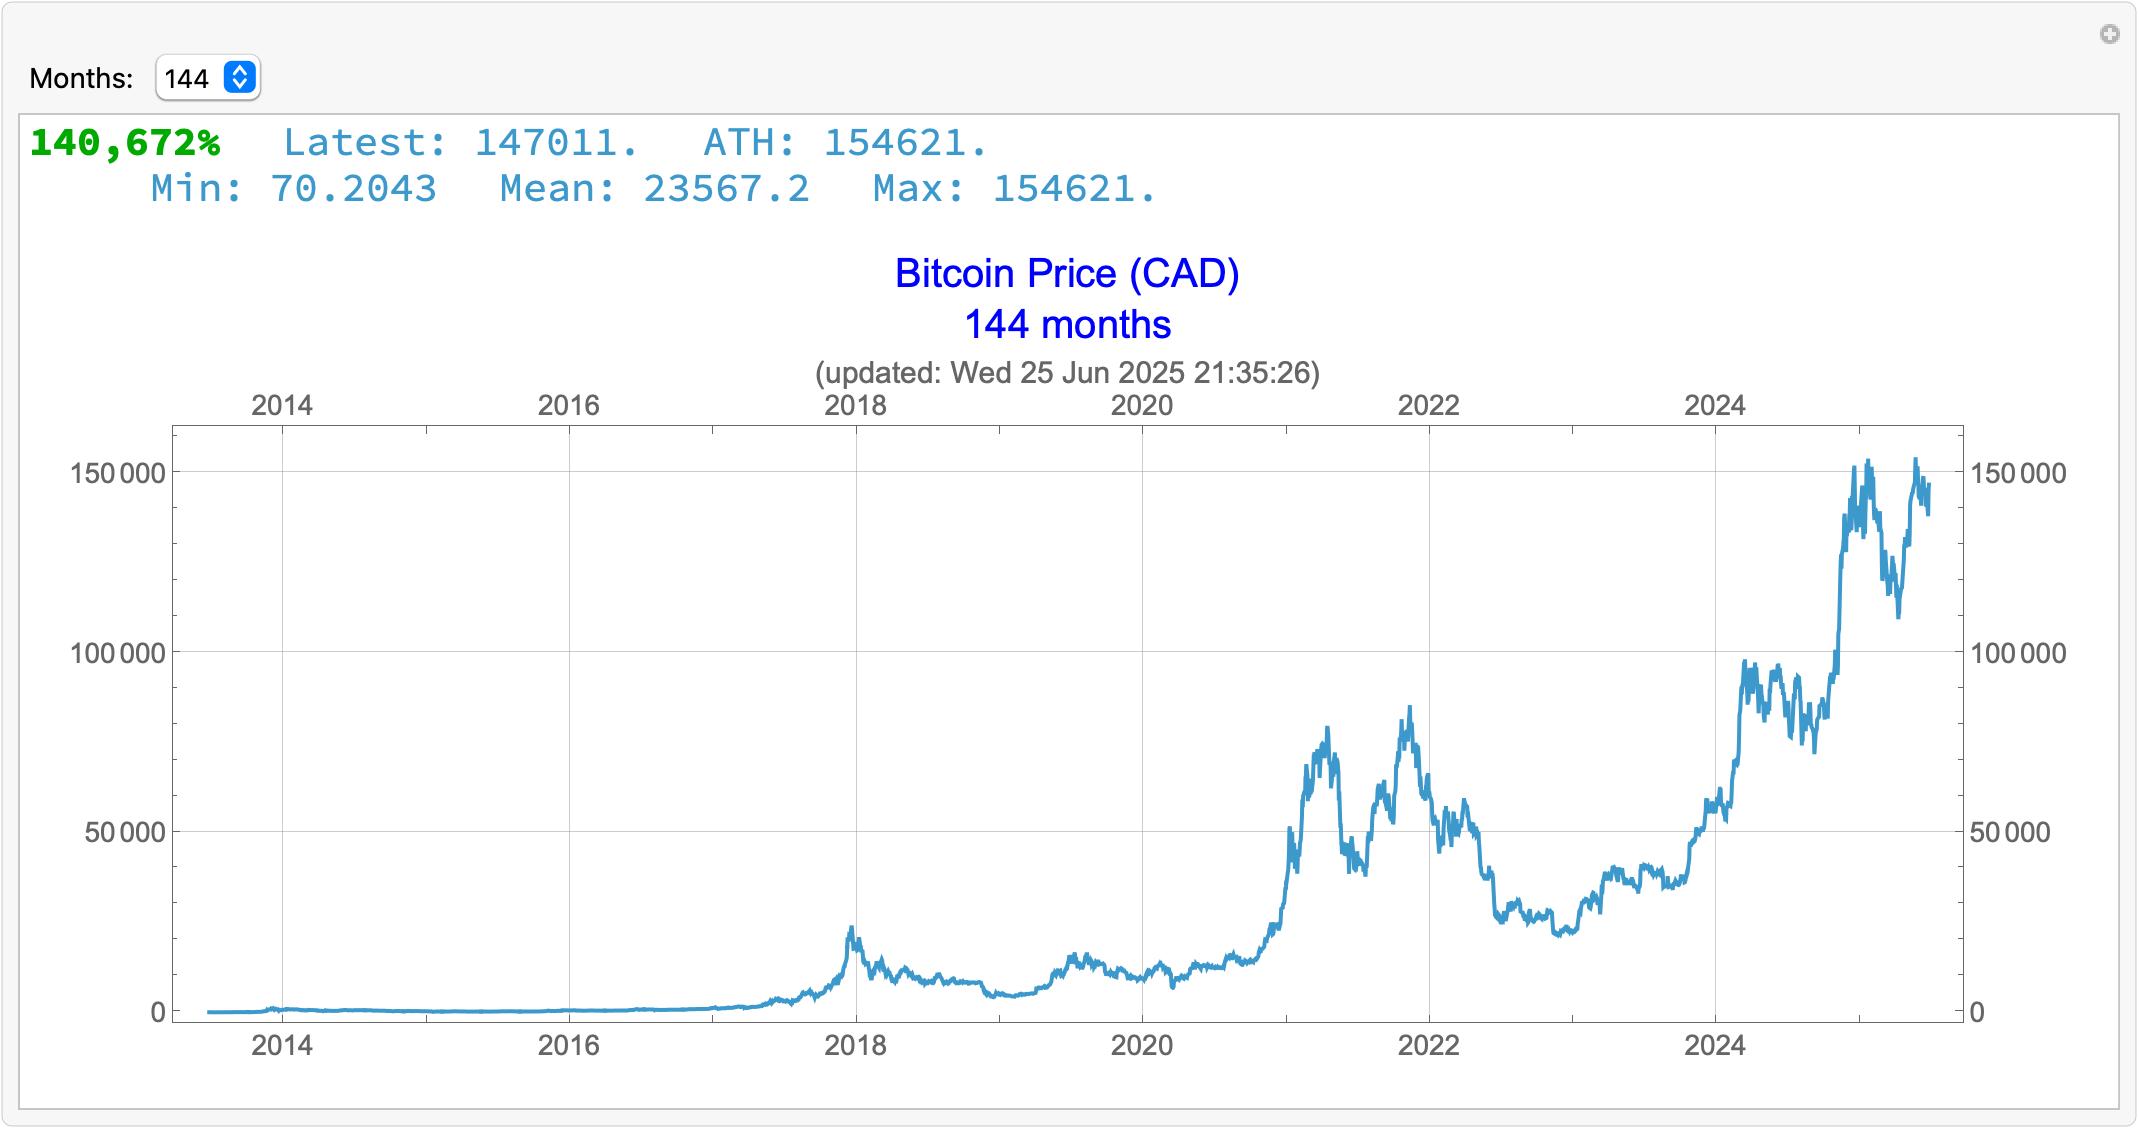 Months: 144
140,672% Latest: 147011. ATH: 154621.
Min: 70.2043 Mean: 23567.2 Max: 154621.
Bitcoin Price (CAD)
144 months
(updated: Wed 25 Jun 2025 21:35:26)
2014 2016 2018 2020 2022 2024
150 000 150 000
100 000 100 000
50 000 50 000
0 0
2014 2016 2018 2020 2022 2024